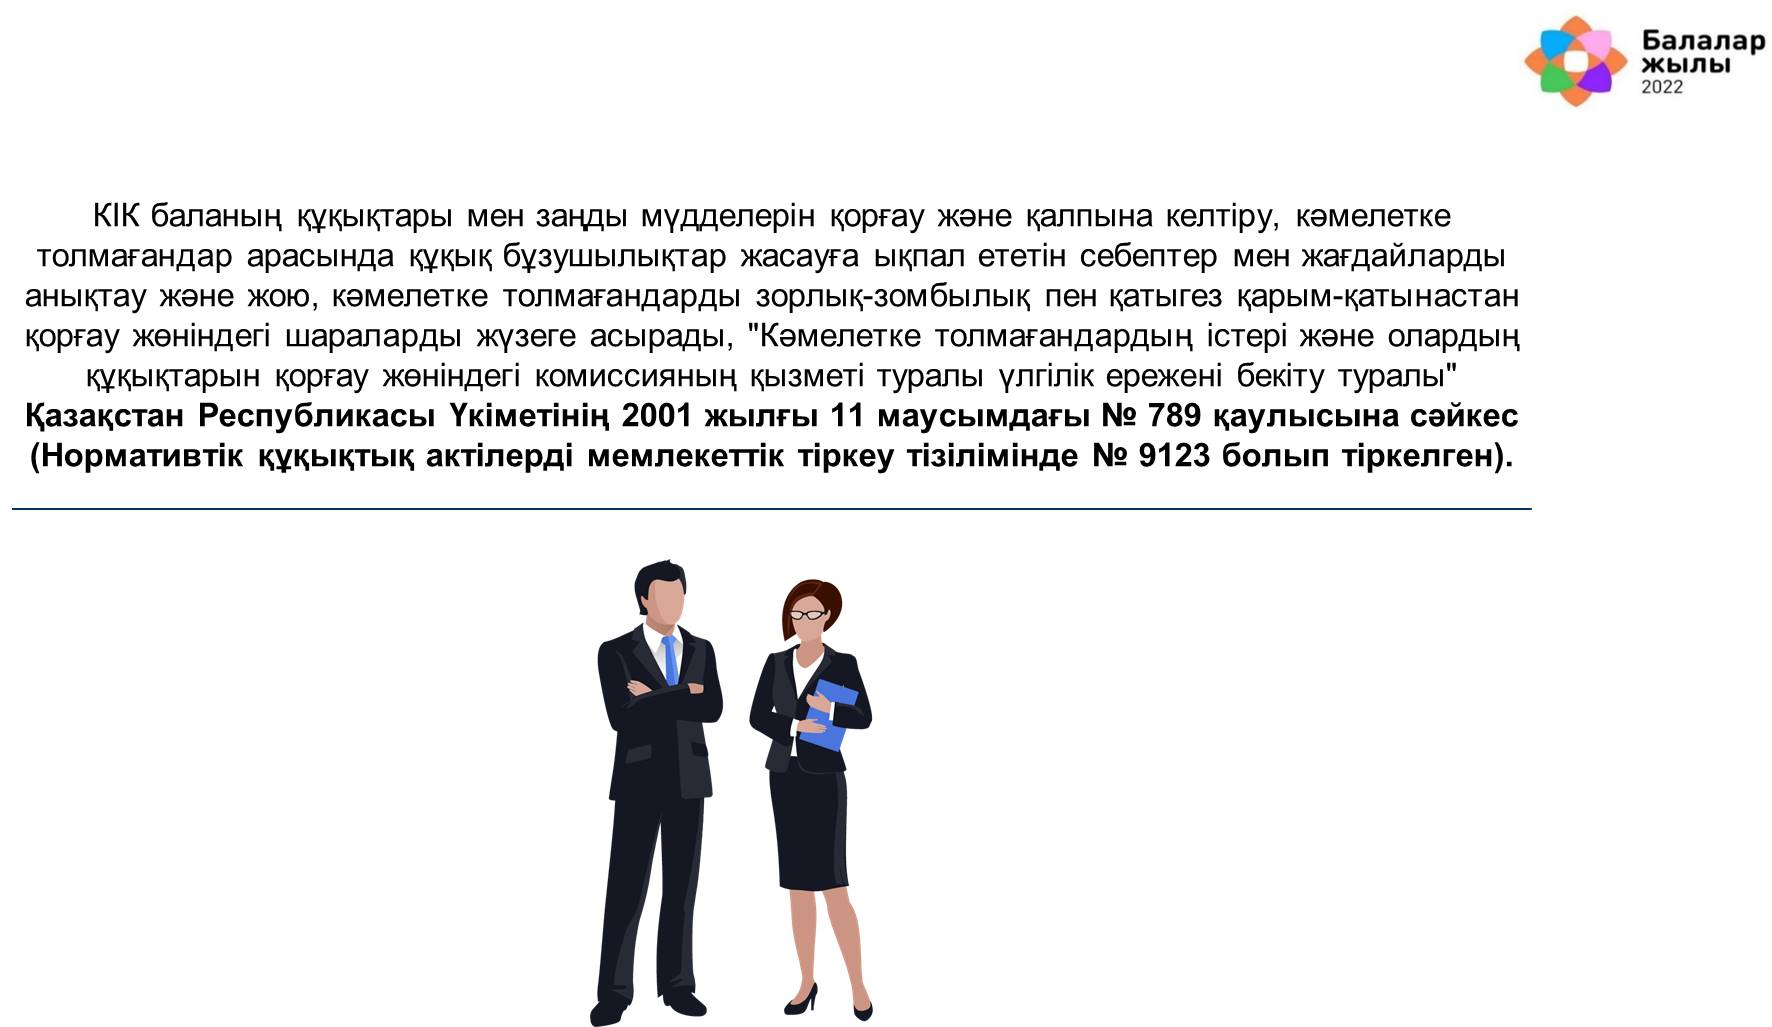 Балалар
жылы
2022
КІК баланың құқықтары мен заңды мүдделерін қорғау және қалпына келтіру, кәмелетке
толмағандар арасында құқық бұзушылықтар жасауға ықпал ететін себептер мен жағдайларды
анықтау және жою, кәмелетке толмағандарды зорлық-зомбылық пен қатыгез қарым-қатынастан
қорғау жөніндегі шараларды жүзеге асырады, "Кәмелетке толмағандардың істері және олардың
құқықтарын қорғау жөніндегі комиссияның қызметі туралы үлгілік ережені бекіту туралы"
Қазақстан Республикасы Үкіметінің 2001 жылғы 11 маусымдағы № 789 қаулысына сәйкес
(Нормативтік құқықтық актілерді мемлекеттік тіркеу тізілімінде № 9123 болып тіркелген).